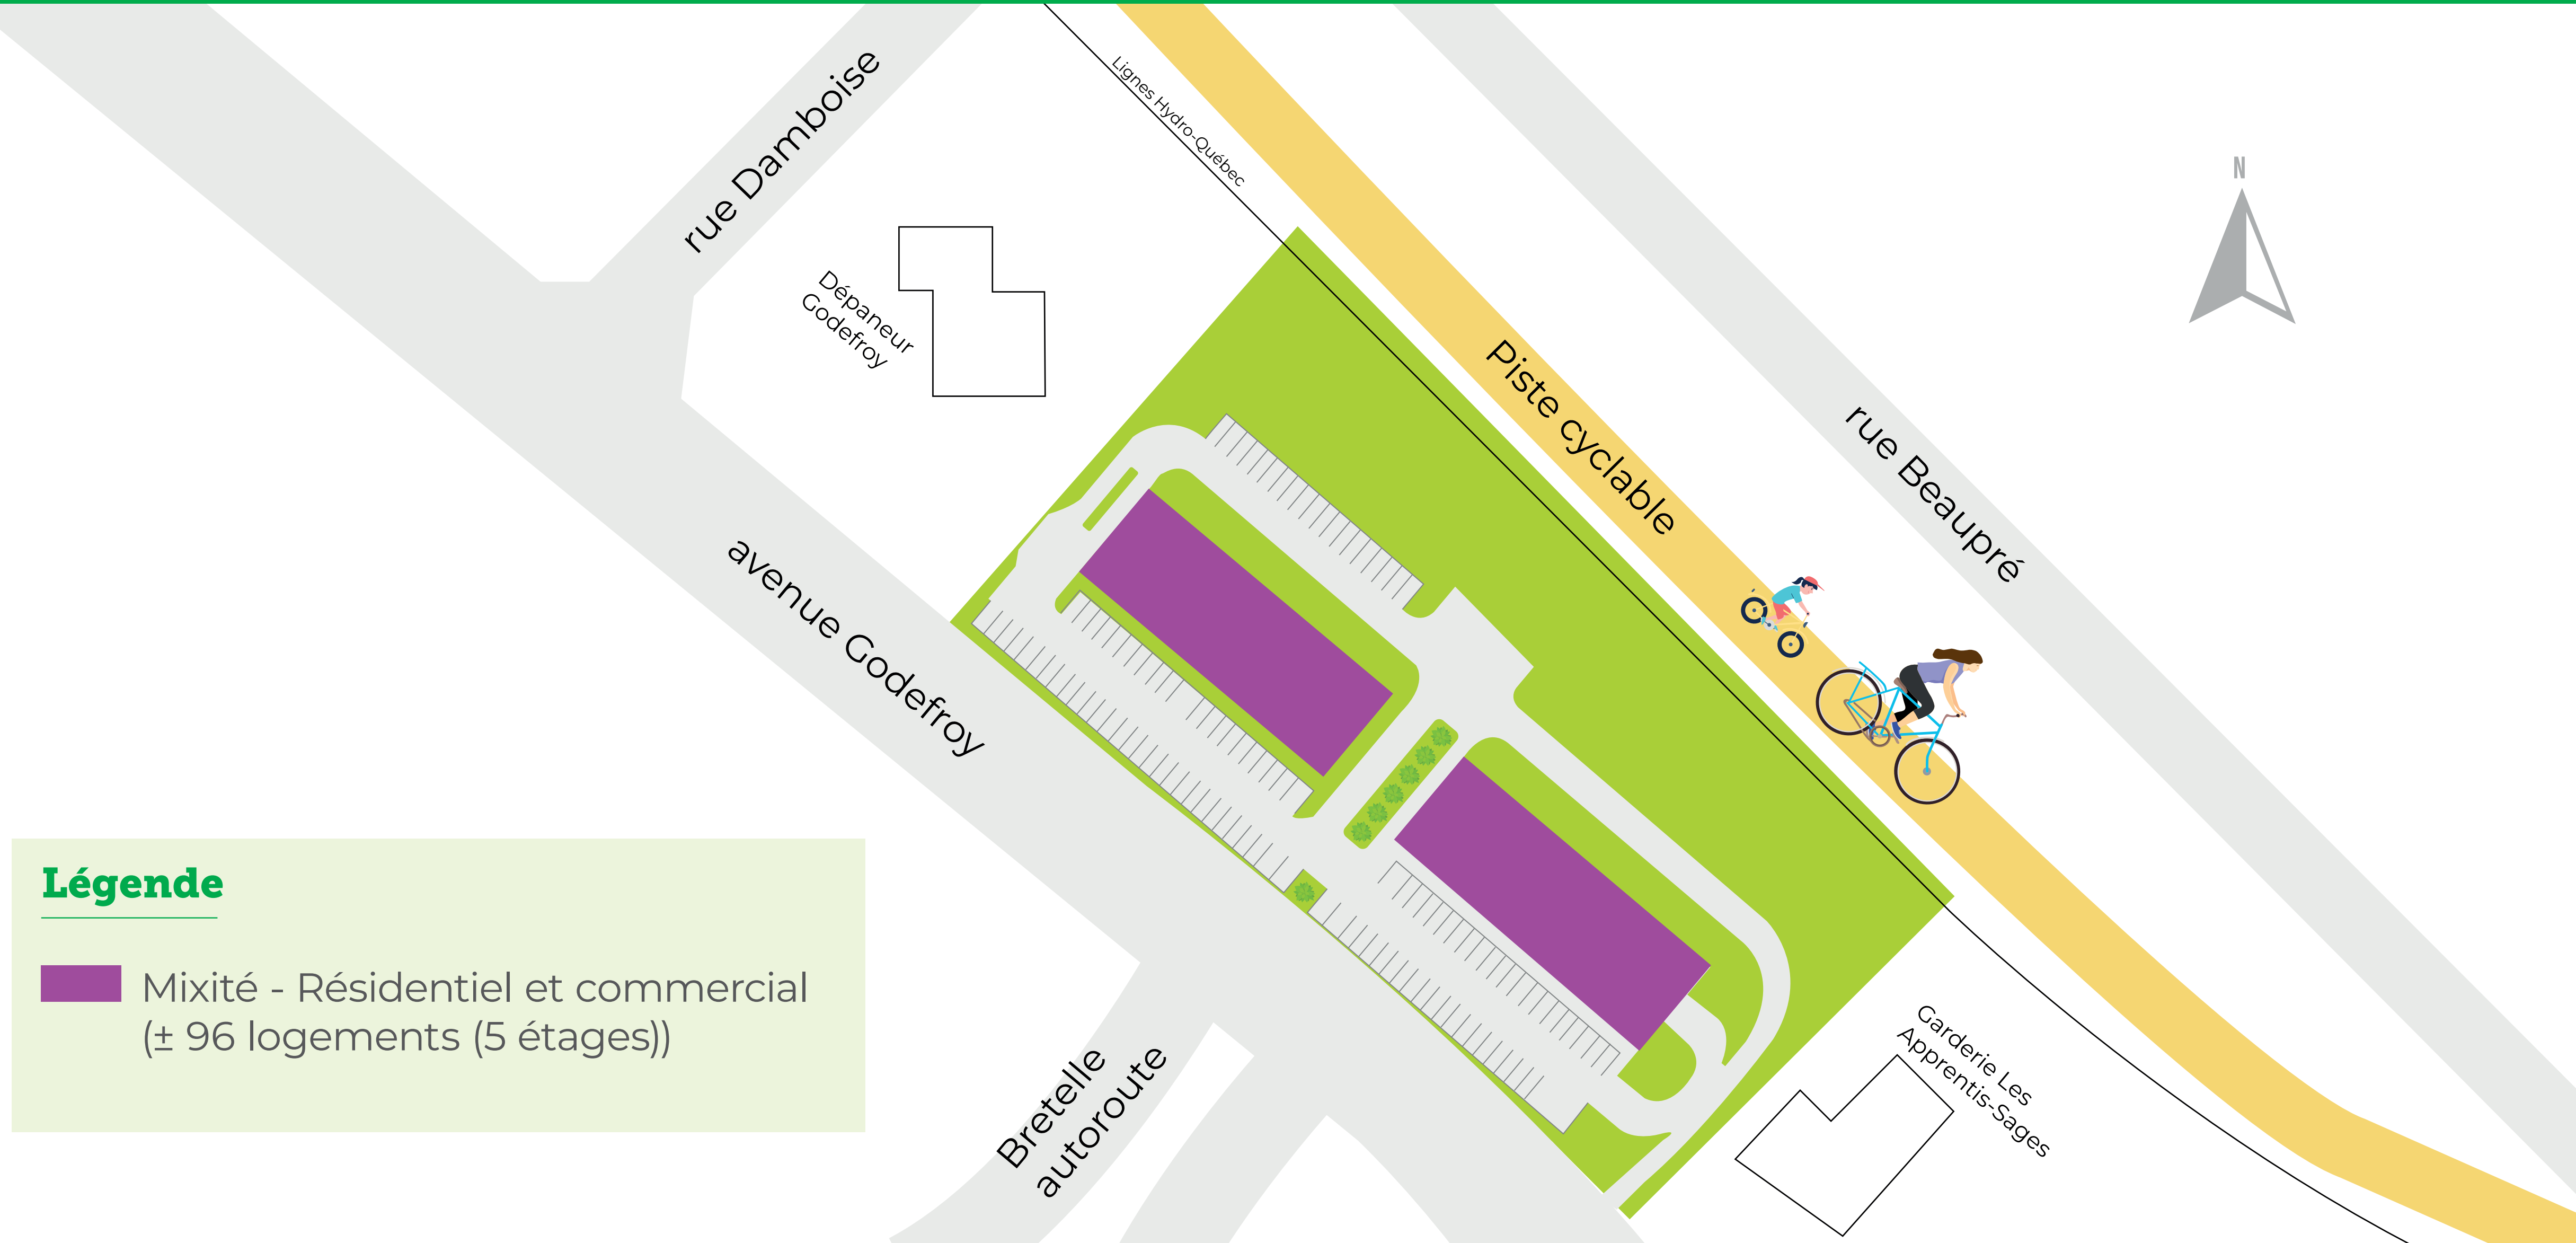 rue Damboise
Lignes Hydro-Québec
N
Dépaneur
Godefroy
Piste cyclable
rue Beaupré
avenue Godefroy
Légende
Mixité - Résidentiel et commercial
(± 96 logements (5 étages))
Bretelle
autoroute
Garderie Les
Apprentis-Sages